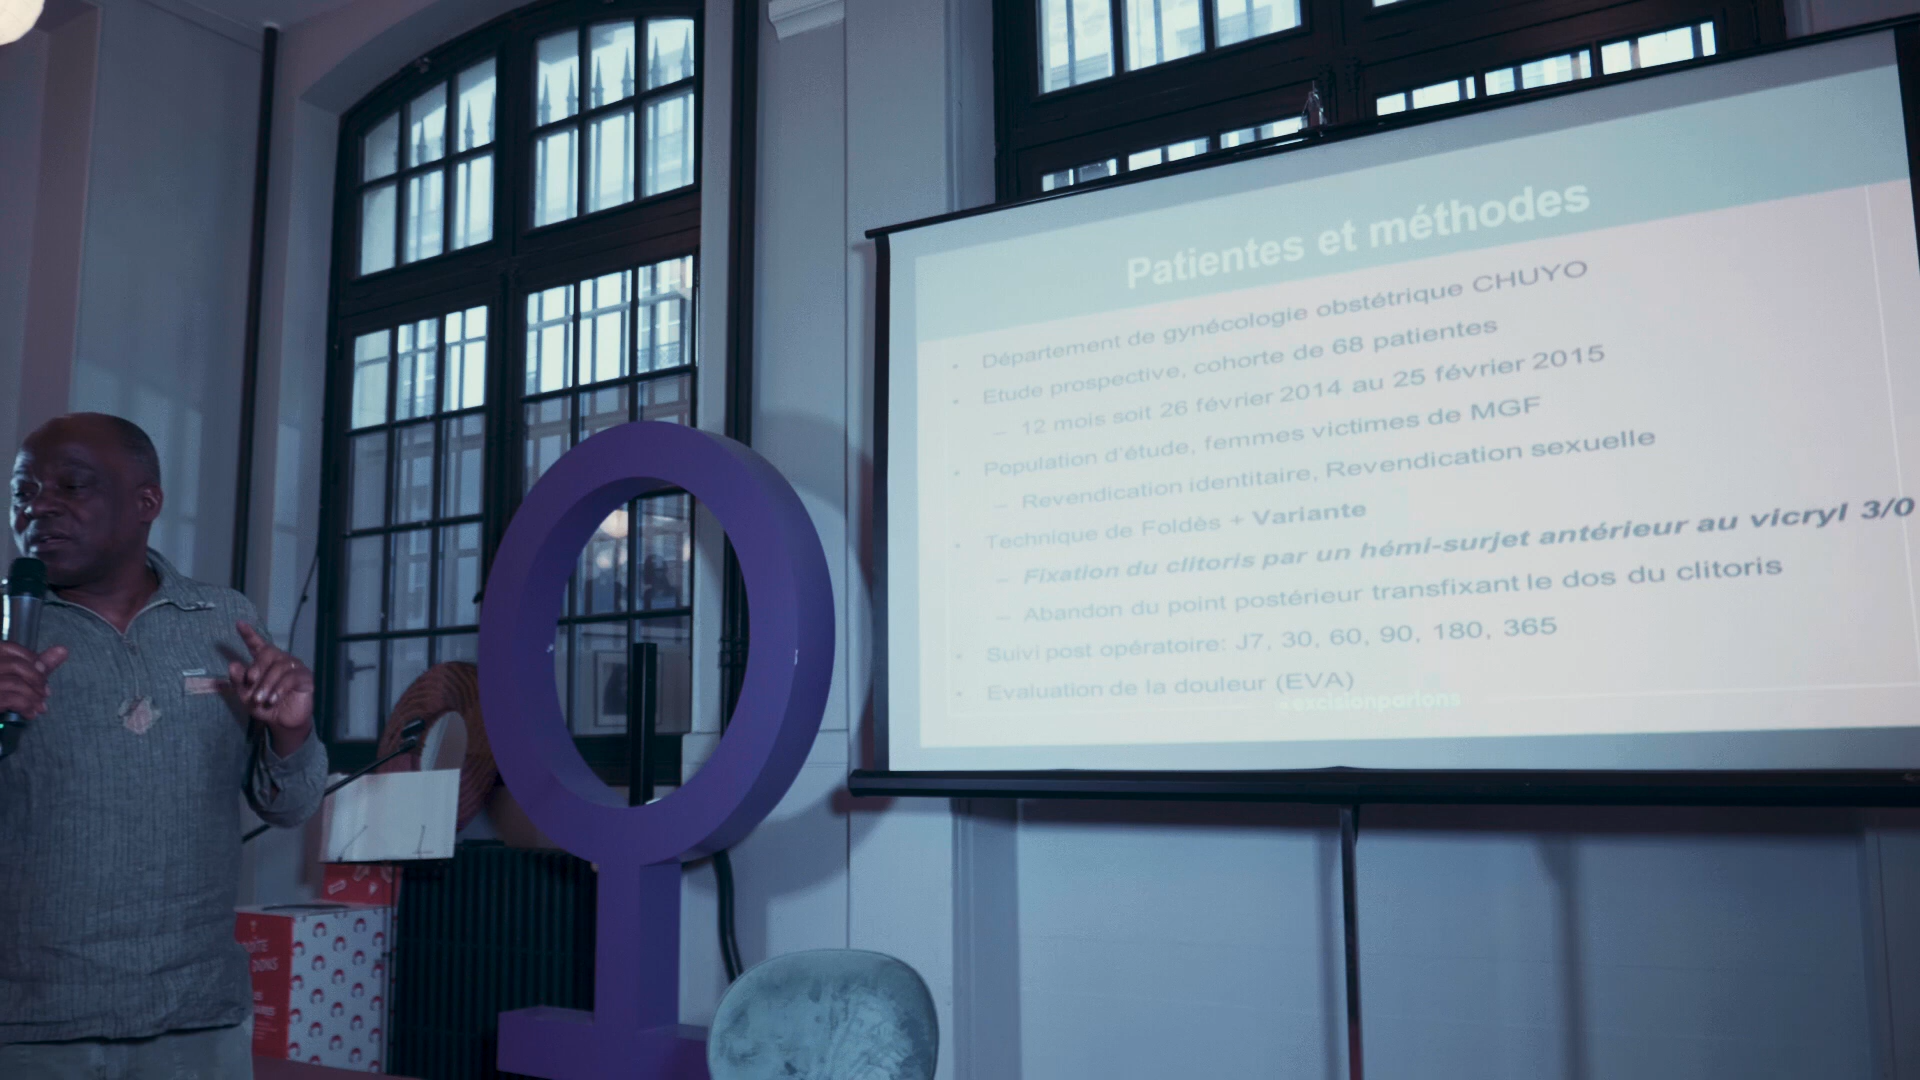 Patientes et méthodes
• Département de gynécologie obstétrique CHUYO
• Etude prospective, cohorte de 68 patientes
– 12 mois soit 26 février 2014 au 25 février 2015
• Population d'étude, femmes victimes de MGF
– Revendication identitaire, Revendication sexuelle
• Technique de Foldès + Variante
– Fixation du clitoris par un hémi-surjet antérieur au vicryl 3/0
– Abandon du point postérieur transfixant le dos du clitoris
• Suivi post opératoire: J7, 30, 60, 90, 180, 365
• Evaluation de la douleur (EVA)
#excisionparlons
DONS